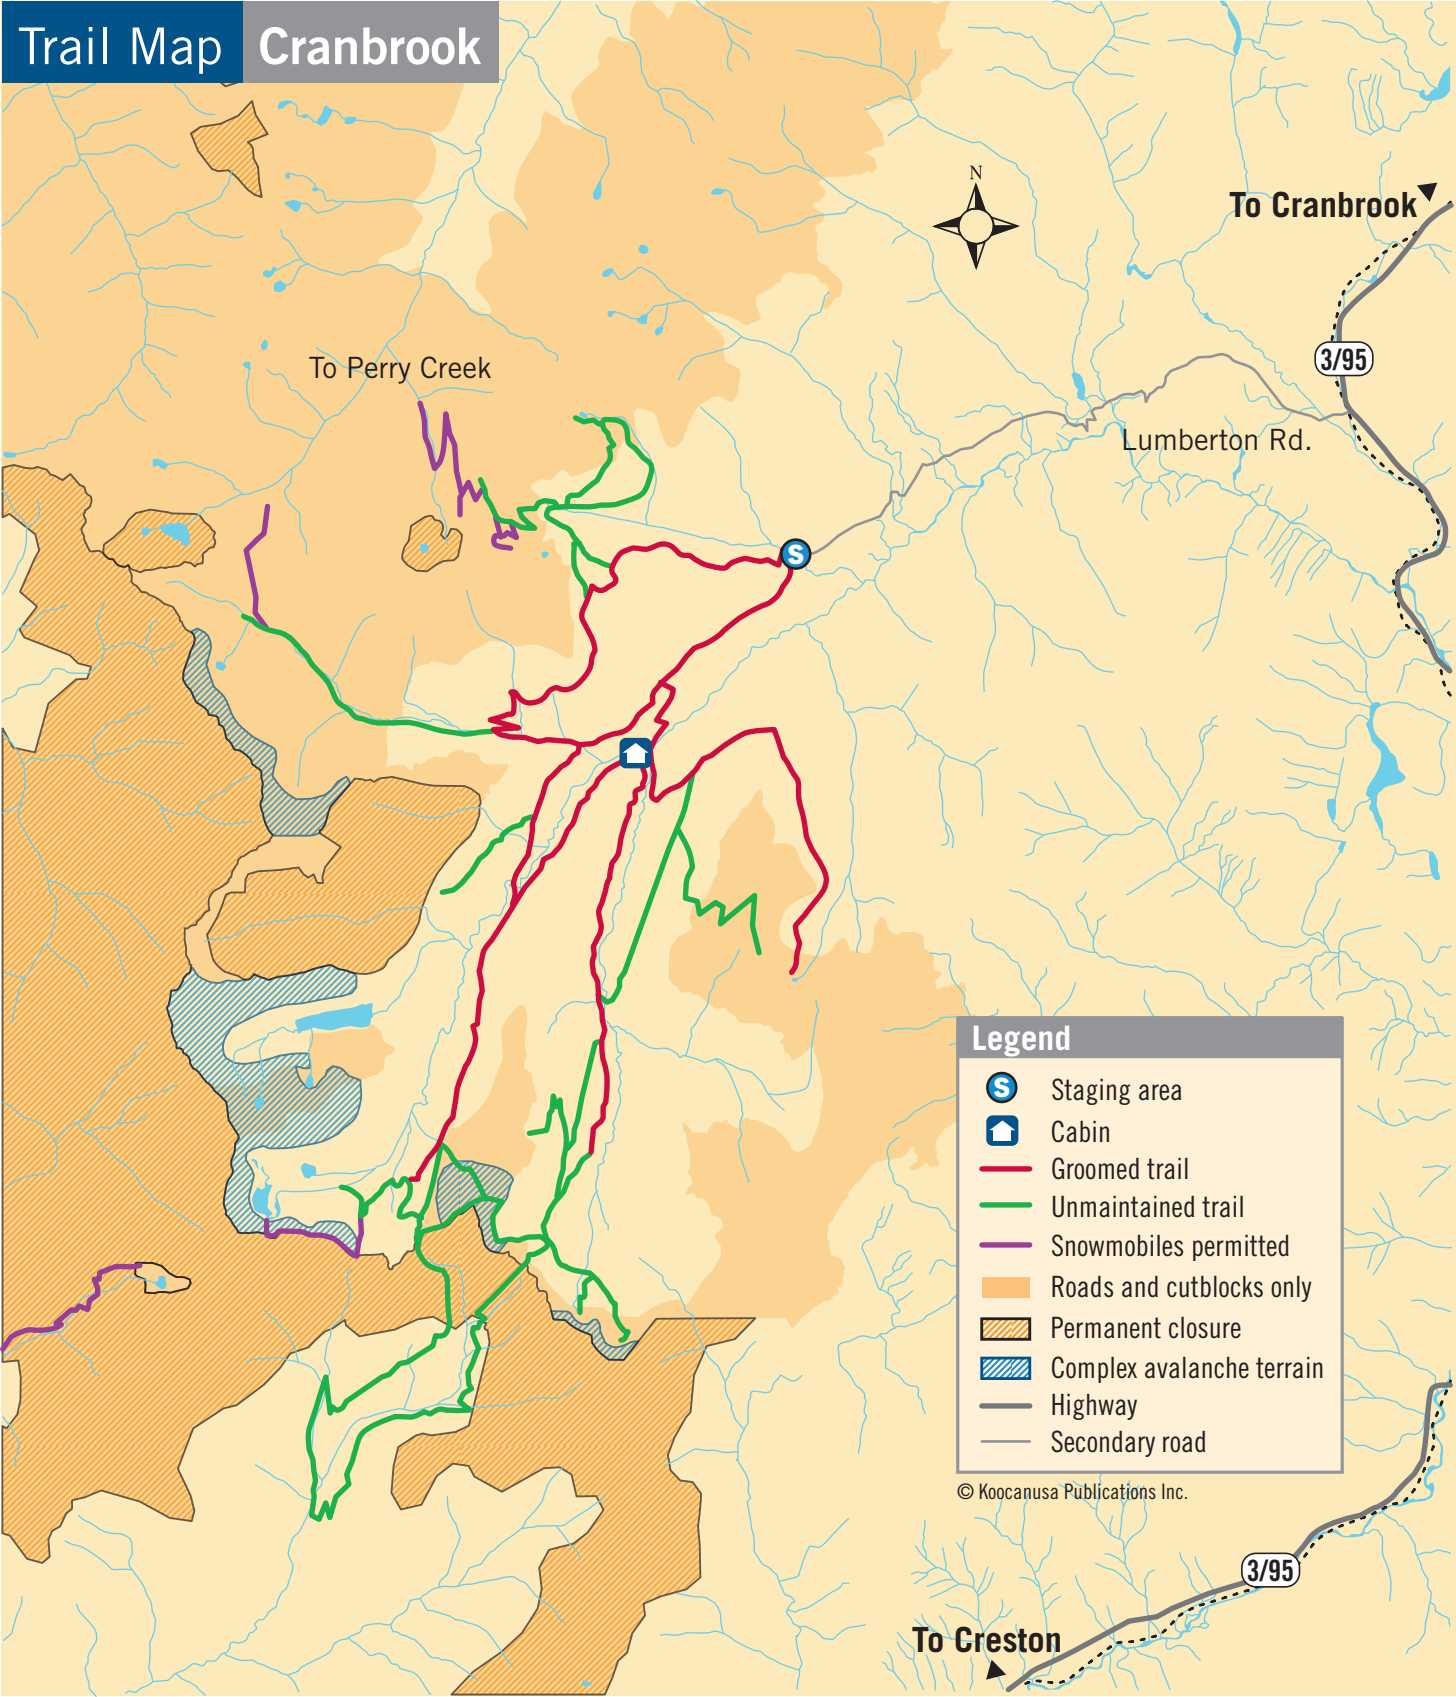 Trail Map Cranbrook
N
To Cranbrook
3/95
To Perry Creek
Lumberton Rd.
S
Legend
S Staging area
Cabin
Groomed trail
Unmaintained trail
Snowmobiles permitted
Roads and cutblocks only
Permanent closure
Complex avalanche terrain
Highway
Secondary road
© Koocanusa Publications Inc.
3/95
To Creston